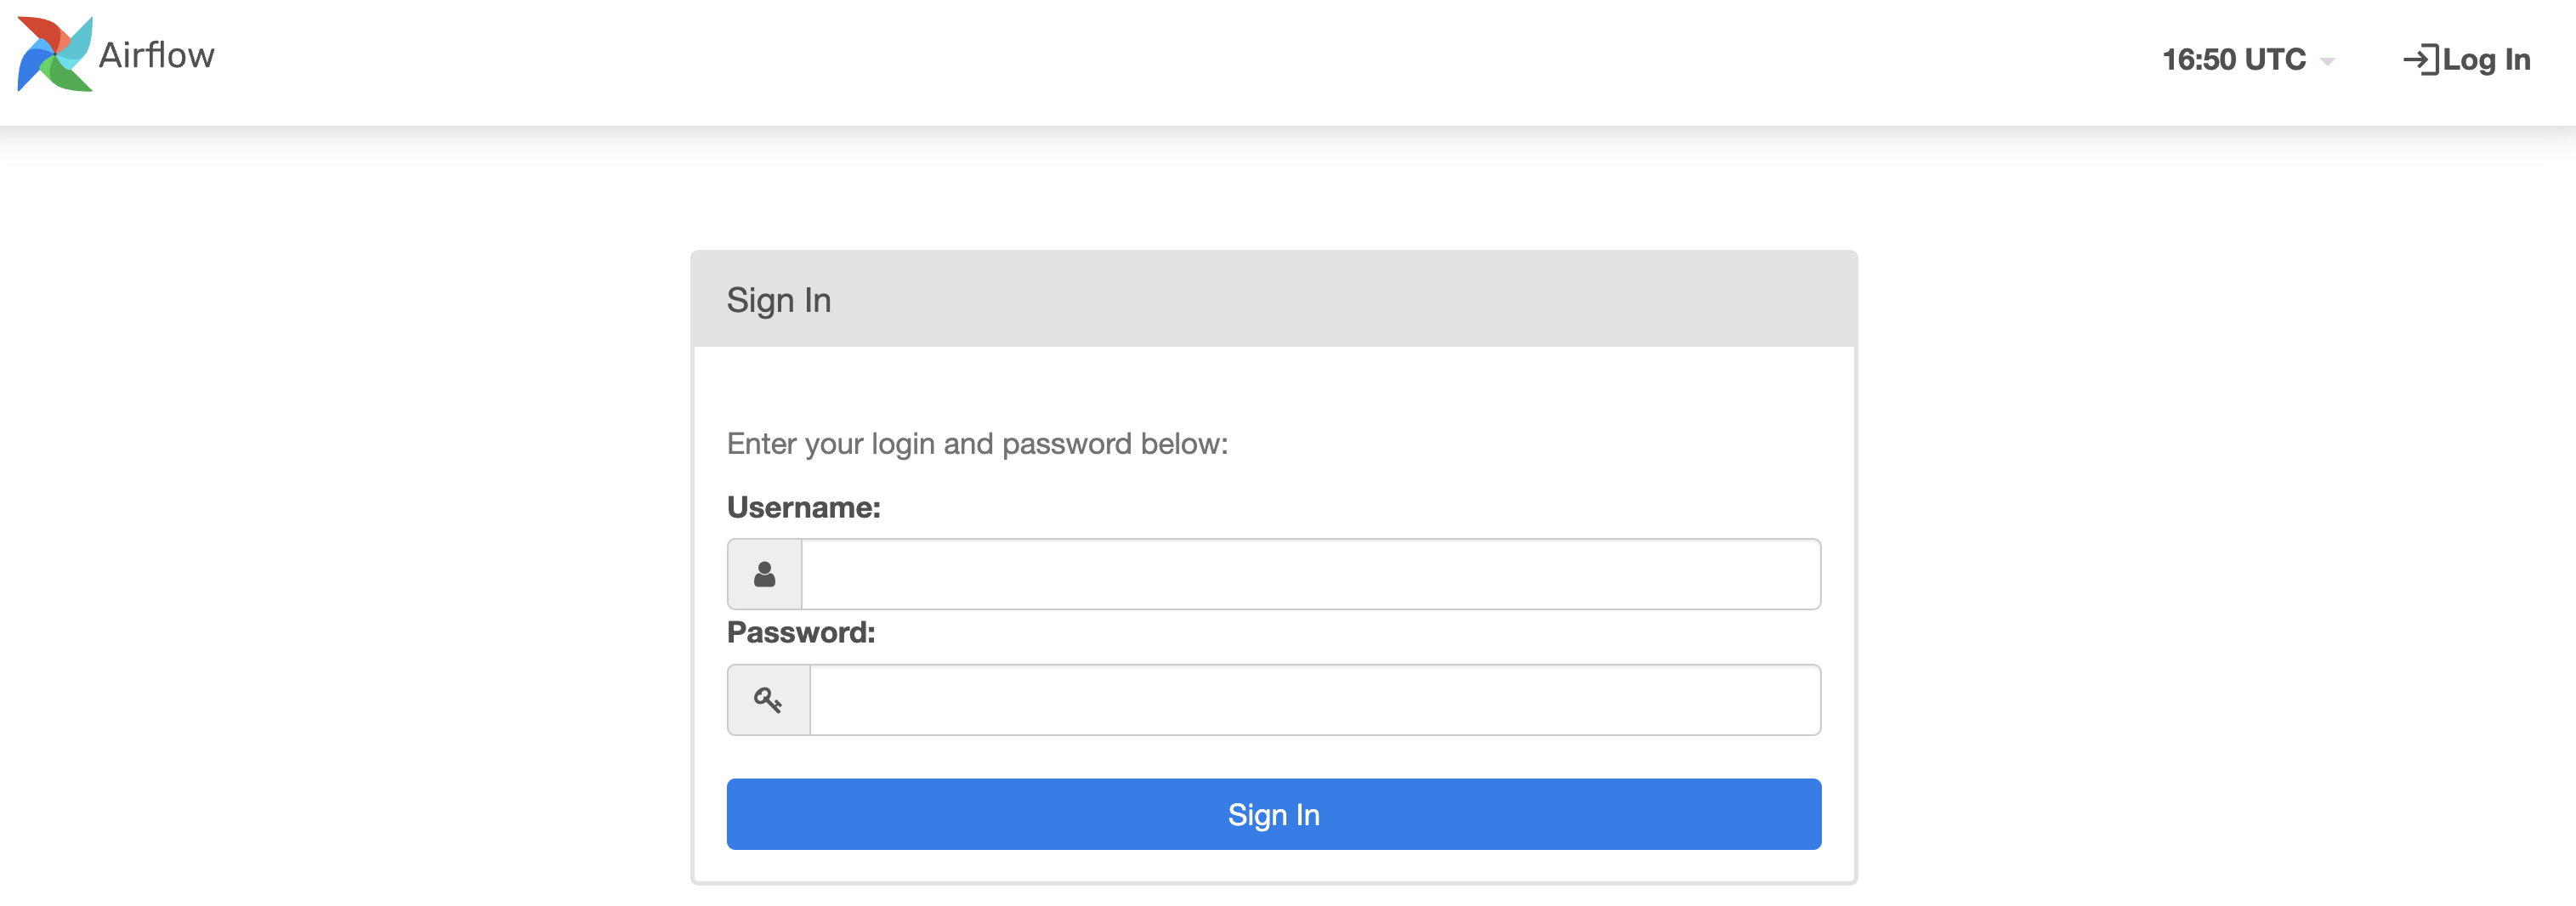 Airflow
16:50 UTC
Log In
Sign In
Enter your login and password below:
Username:
Password:
Sign In